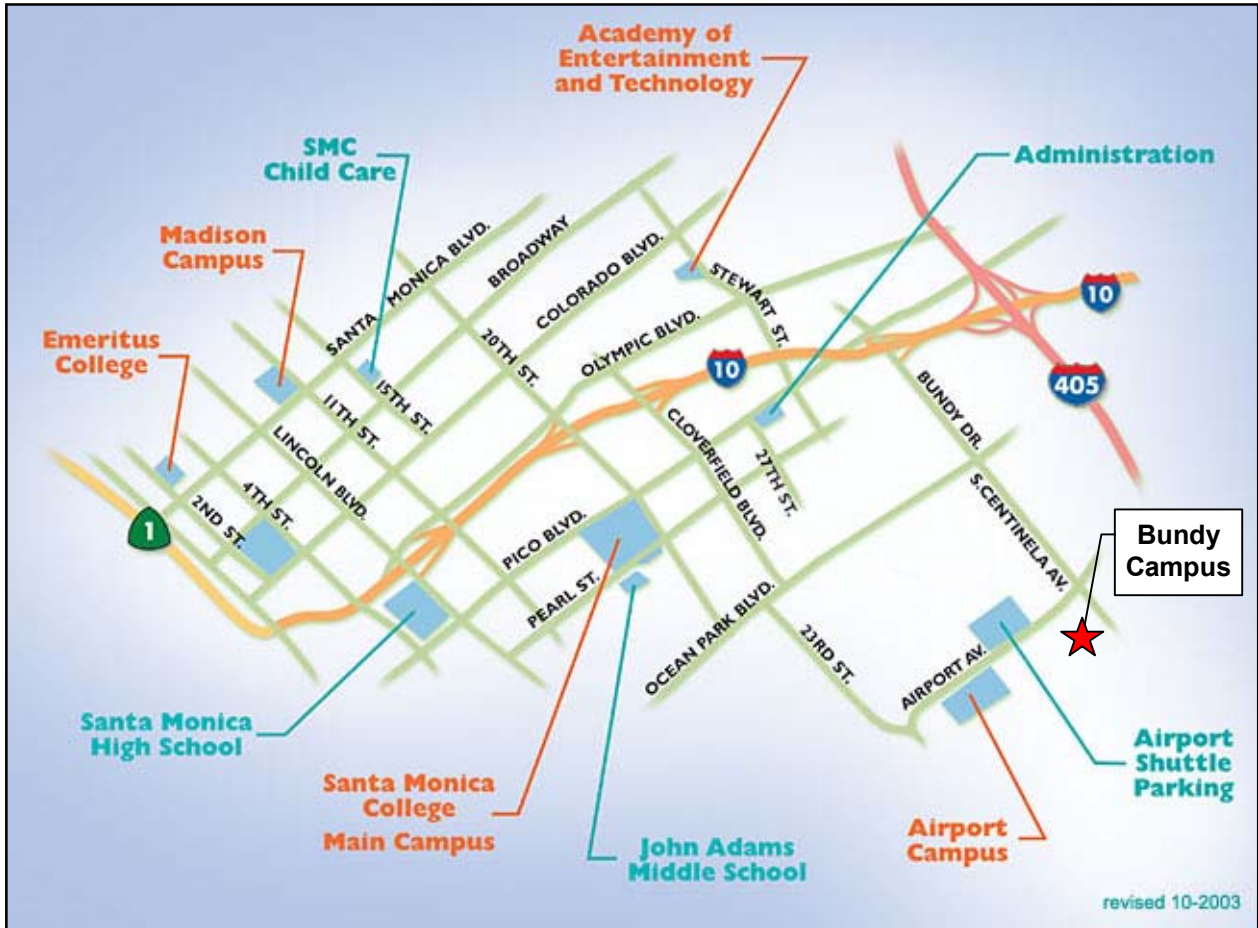 Academy of
Entertainment
and Technology
SMC
Child Care
Administration
Madison
Campus
Emeritus
College
SANTA MONICA BLVD.
BROADWAY
COLORADO BLVD.
STEWART ST.
OLYMPIC BLVD.
20TH ST.
15TH ST.
11TH ST.
LINCOLN BLVD.
4TH ST.
2ND ST.
1
10
10
405
BUNDY DR.
CLOVERFIELD BLVD.
27TH ST.
S.CENTINELA AV.
PICO BLVD.
PEARL ST.
OCEAN PARK BLVD.
23RD ST.
AIRPORT AV.
Bundy
Campus
Santa Monica
High School
Santa Monica
College
Main Campus
John Adams
Middle School
Airport
Campus
Airport
Shuttle
Parking
revised 10-2003